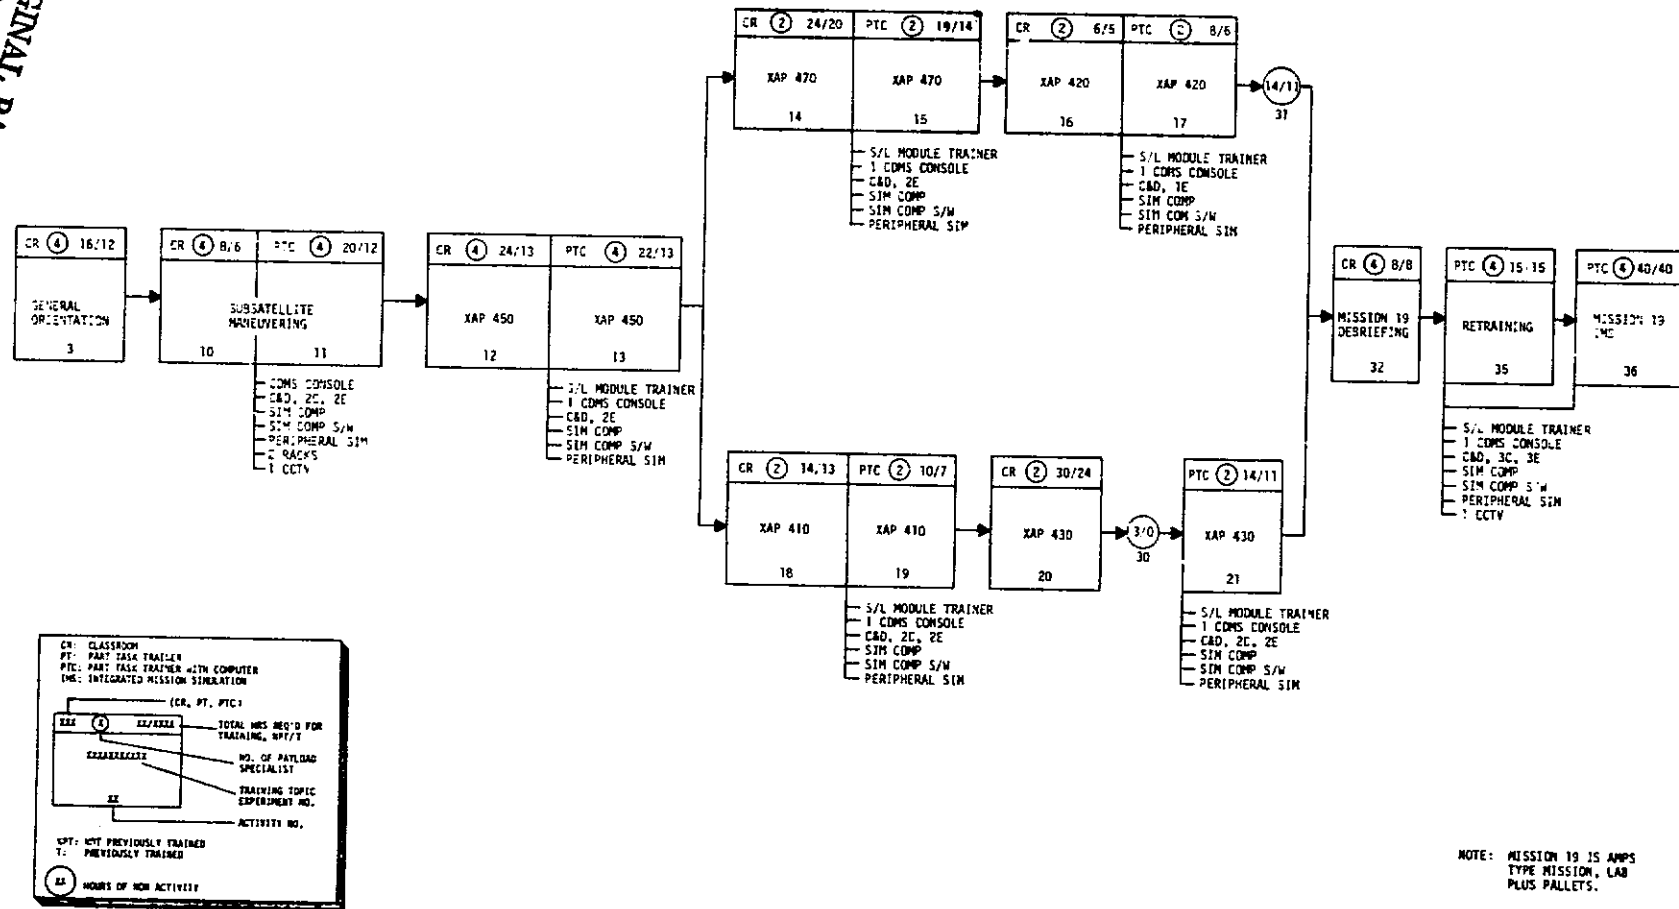 CR 2 24/20 PTC 2 19/14
XAP 470 XAP 470
14 15
S/L MODULE TRAINER
1 CDMS CONSOLE
C&D, 2E
SIM COMP
SIM COMP S/W
PERIPHERAL SIM
CR 2 6/5 PTC 2 8/6
XAP 420 XAP 420
16 17
S/L MODULE TRAINER
1 CDMS CONSOLE
C&D, 1E
SIM COMP
SIM COM S/W
PERIPHERAL SIM
14/11
31
CR 4 16/12
GENERAL
ORIENTATION
3
CR 4 8/6 PTC 4 20/12
SUBSATELLITE
MANEUVERING
10 11
CDMS CONSOLE
C&D, 2C, 2E
SIM COMP
SIM COMP S/W
PERIPHERAL SIM
2 RACKS
1 CCTV
CR 4 24/13 PTC 4 22/13
XAP 450 XAP 450
12 13
S/L MODULE TRAINER
1 CDMS CONSOLE
C&D, 2E
SIM COMP
SIM COMP S/W
PERIPHERAL SIM
CR 2 14/13 PTC 2 10/7
XAP 410 XAP 410
18 19
S/L MODULE TRAINER
1 CDMS CONSOLE
C&D, 2C, 2E
SIM COMP
SIM COMP S/W
PERIPHERAL SIM
CR 2 30/24
XAP 430
20
3/0
30
PTC 2 14/11
XAP 430
21
S/L MODULE TRAINER
1 CDMS CONSOLE
C&D, 2C, 2E
SIM COMP
SIM COMP S/W
PERIPHERAL SIM
CR 4 8/8
MISSION 19
DEBRIEFING
32
PTC 4 15-15
RETRAINING
35
PTC 4 40/40
MISSION 19
IMS
36
S/L MODULE TRAINER
1 CDMS CONSOLE
C&D, 3C, 3E
SIM COMP
SIM COMP S/W
PERIPHERAL SIM
1 CCTV
CR: CLASSROOM
PT: PART TASK TRAINER
PTC: PART TASK TRAINER WITH COMPUTER
IMS: INTEGRATED MISSION SIMULATION
(CR, PT, PTC)
XXX X XX/XXXX
TOTAL HRS REQ'D FOR
TRAINING, NPT/T
NO. OF PAYLOAD
SPECIALIST
TRAINING TOPIC
EXPERIMENT NO.
XX
ACTIVITY NO.
NPT: NOT PREVIOUSLY TRAINED
T: PREVIOUSLY TRAINED
XX HOURS OF NON ACTIVITY
NOTE: MISSION 19 IS AMPS
TYPE MISSION, LAB
PLUS PALLETS.